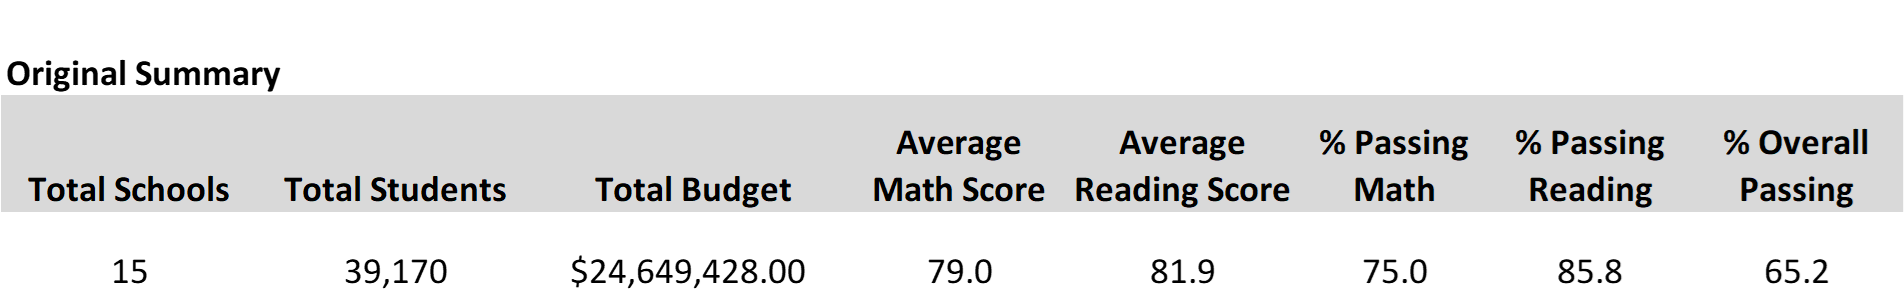 Original Summary
Average Average % Passing % Passing % Overall
Total Schools Total Students Total Budget Math Score Reading Score Math Reading Passing
15 39,170 $24,649,428.00 79.0 81.9 75.0 85.8 65.2